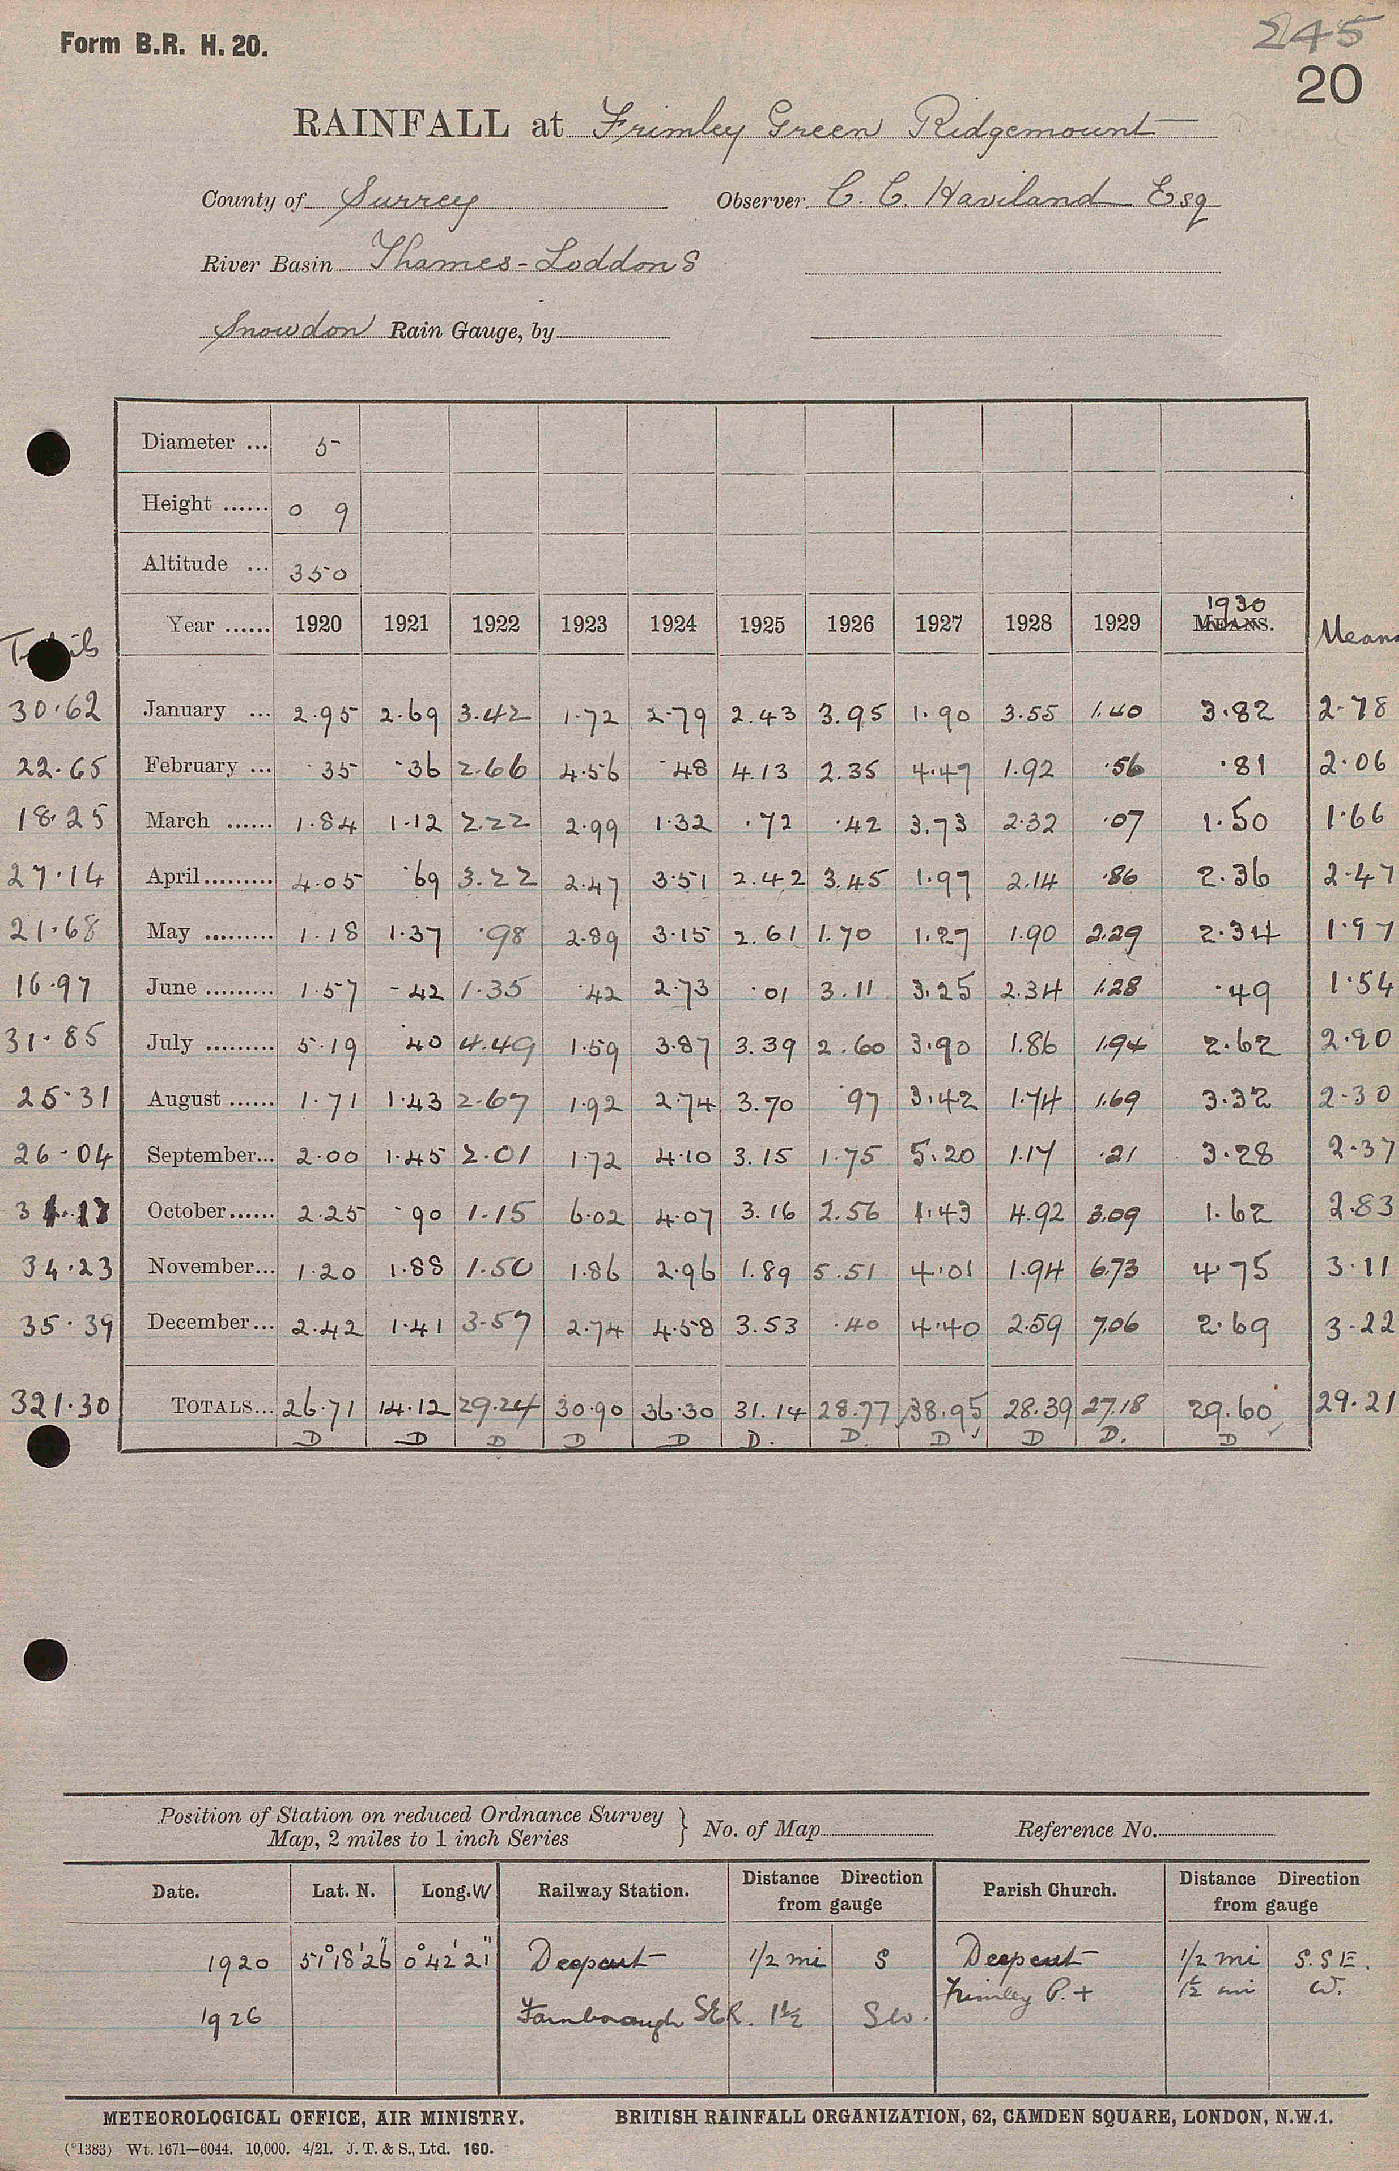 Form B.R. H. 20.
245
20
RAINFALL at Frimley Green Ridgemount
County of Surrey Observer C. C. Haviland Esq
River Basin Thames - Loddon S
Snowdon Rain Gauge, by
Diameter ... 5
Height ...... 0 9
Altitude ... 350
Totals Year ...... 1920 1921 1922 1923 1924 1925 1926 1927 1928 1929 1930 MEANS. Means
30.62 January ... 2.95 2.69 3.42 1.72 2.79 2.43 3.95 1.90 3.55 1.40 3.82 2.78
22.65 February ... .35 .36 2.66 4.56 .48 4.13 2.35 4.47 1.92 .56 .81 2.06
18.25 March ...... 1.84 1.12 2.22 2.99 1.32 .72 .42 3.73 2.32 .07 1.50 1.66
27.14 April ......... 4.05 .69 3.22 2.47 3.51 2.42 3.45 1.97 2.14 .86 2.36 2.47
21.68 May ......... 1.18 1.37 .98 2.89 3.15 2.61 1.70 1.27 1.90 2.29 2.34 1.97
16.97 June ......... 1.57 .42 1.35 .42 2.73 .01 3.11 3.25 2.34 1.28 .49 1.54
31.85 July ......... 5.19 .40 4.49 1.59 3.87 3.39 2.60 3.90 1.86 1.94 2.62 2.90
25.31 August ...... 1.71 1.43 2.67 1.92 2.74 3.70 .97 3.42 1.74 1.69 3.32 2.30
26.04 September... 2.00 1.45 2.01 1.72 4.10 3.15 1.75 5.20 1.17 .21 3.28 2.37
October...... 2.25 .90 1.15 6.02 4.07 3.16 2.56 1.43 4.92 3.09 1.62 2.83
34.23 November... 1.20 1.88 1.50 1.86 2.96 1.89 5.51 4.01 1.94 6.73 4.75 3.11
35.39 December... 2.42 1.41 3.57 2.74 4.58 3.53 .40 4.40 2.59 7.06 2.69 3.22
321.30 TOTALS... 26.71 14.12 29.24 30.90 36.30 31.14 28.77 38.95 28.39 27.18 29.60 29.21
D D D D D D. D. D D D. D
Position of Station on reduced Ordnance Survey Map, 2 miles to 1 inch Series } No. of Map Reference No.
Date. Lat. N. Long. W Railway Station. Distance Direction from gauge Parish Church. Distance Direction from gauge
1920 51°18'26" 0°42'21" Deepcut 1/2 mi S Deepcut 1/2 mi S.S.E.
Frimley P. + 1½ mi W.
1926 Farnborough SER. 1½ SW.
METEOROLOGICAL OFFICE, AIR MINISTRY. BRITISH RAINFALL ORGANIZATION, 62, CAMDEN SQUARE, LONDON, N.W.1.
(*1383) Wt. 1671—6044. 10,000. 4/21. J. T. & S., Ltd. 160.